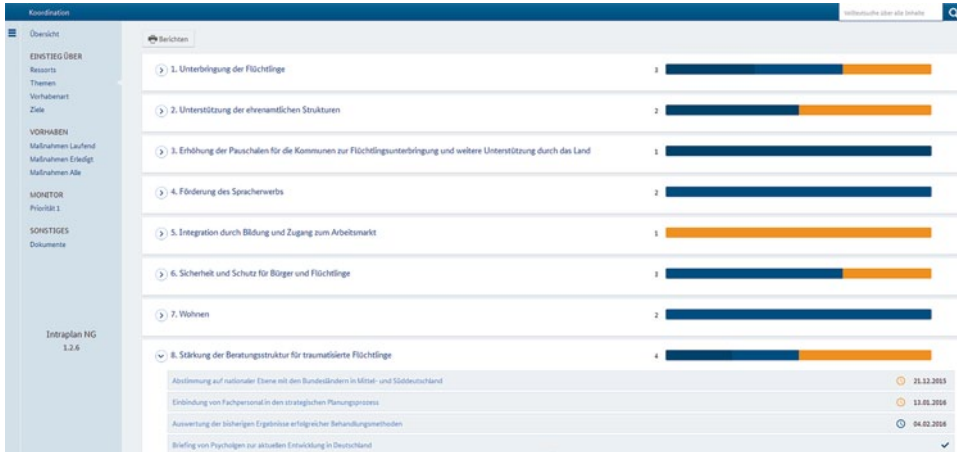 Koordination
Volltextsuche über alle Inhalte
Übersicht
Berichten
EINSTIEG ÜBER
Ressorts
Themen
Vorhabenart
Ziele
VORHABEN
Maßnahmen Laufend
Maßnahmen Erledigt
Maßnahmen Alle
MONITOR
Priorität 1
SONSTIGES
Dokumente
Intraplan NG
1.2.6
1. Unterbringung der Flüchtlinge 3
2. Unterstützung der ehrenamtlichen Strukturen 2
3. Erhöhung der Pauschalen für die Kommunen zur Flüchtlingsunterbringung und weitere Unterstützung durch das Land 1
4. Förderung des Spracherwerbs 2
5. Integration durch Bildung und Zugang zum Arbeitsmarkt 1
6. Sicherheit und Schutz für Bürger und Flüchtlinge 3
7. Wohnen 2
8. Stärkung der Beratungsstruktur für traumatisierte Flüchtlinge 4
Abstimmung auf nationaler Ebene mit den Bundesländern in Mittel- und Süddeutschland 21.12.2015
Einbindung von Fachpersonal in den strategischen Planungsprozess 13.01.2016
Auswertung der bisherigen Ergebnisse erfolgreicher Behandlungsmethoden 04.02.2016
Briefing von Psycholgen zur aktuellen Entwicklung in Deutschland